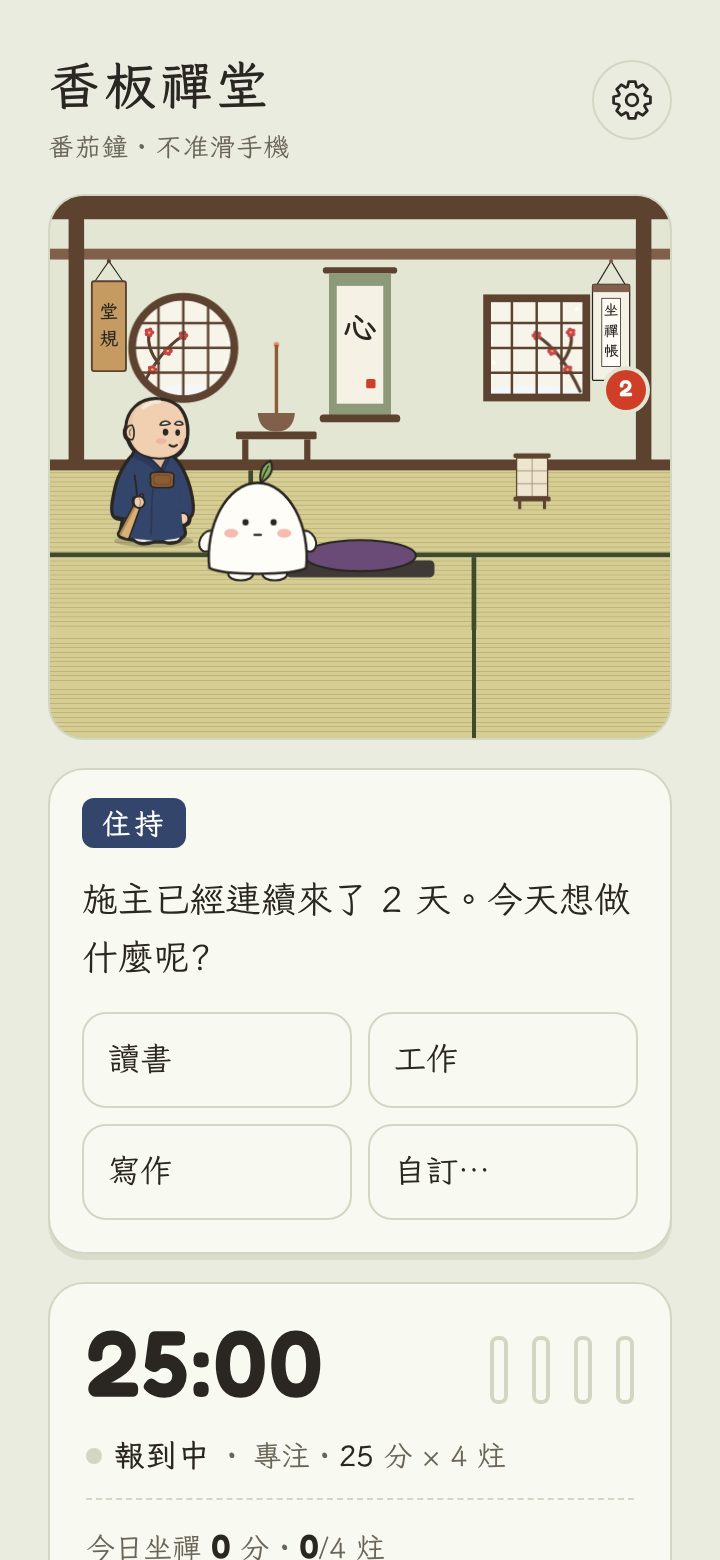 香板禪堂
番茄鐘・不准滑手機
堂規
心
坐禪帳
2
住持
施主已經連續來了 2 天。今天想做
什麼呢?
讀書
工作
寫作
自訂⋯
25:00
報到中 · 專注・25 分 × 4 炷
今日坐禪 0 分・0/4 炷